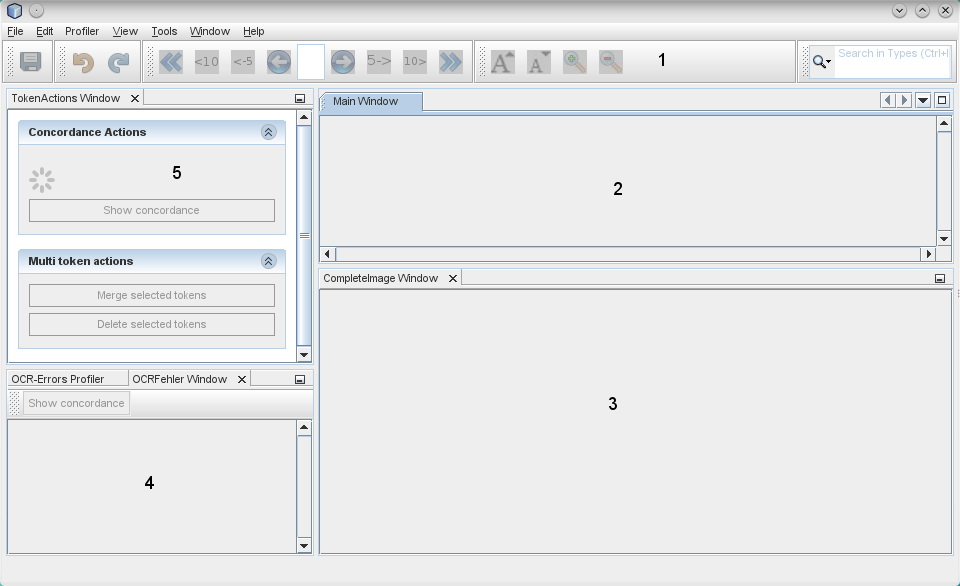 File Edit Profiler View Tools Window Help
<10 <-5 5-> 10> A A 1 Search in Types (Ctrl+I
TokenActions Window
Main Window
Concordance Actions
5
Show concordance
2
Multi token actions
Merge selected tokens
Delete selected tokens
CompleteImage Window
3
OCR-Errors Profiler OCRFehler Window
Show concordance
4